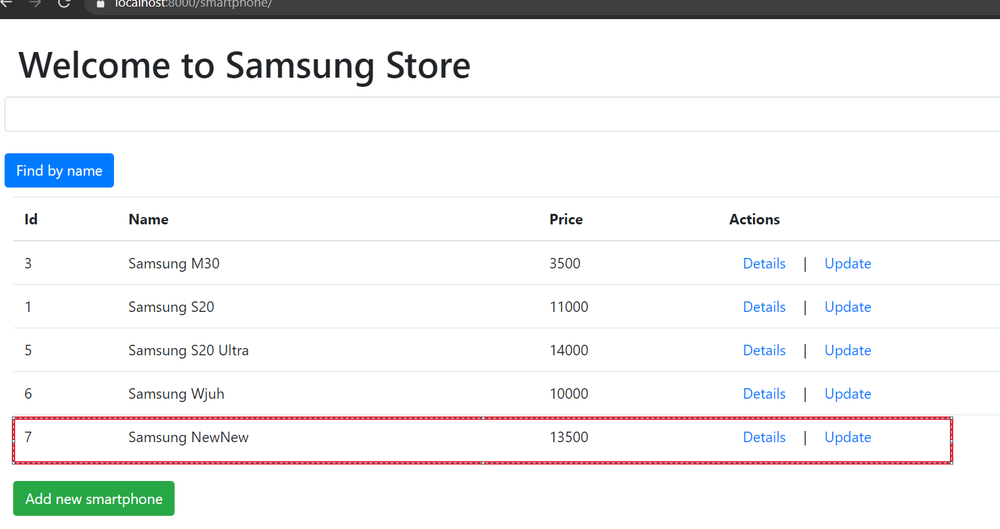 localhost:8000/smartphone/
Welcome to Samsung Store
Find by name
Id Name Price Actions
3 Samsung M30 3500 Details | Update
1 Samsung S20 11000 Details | Update
5 Samsung S20 Ultra 14000 Details | Update
6 Samsung Wjuh 10000 Details | Update
7 Samsung NewNew 13500 Details | Update
Add new smartphone